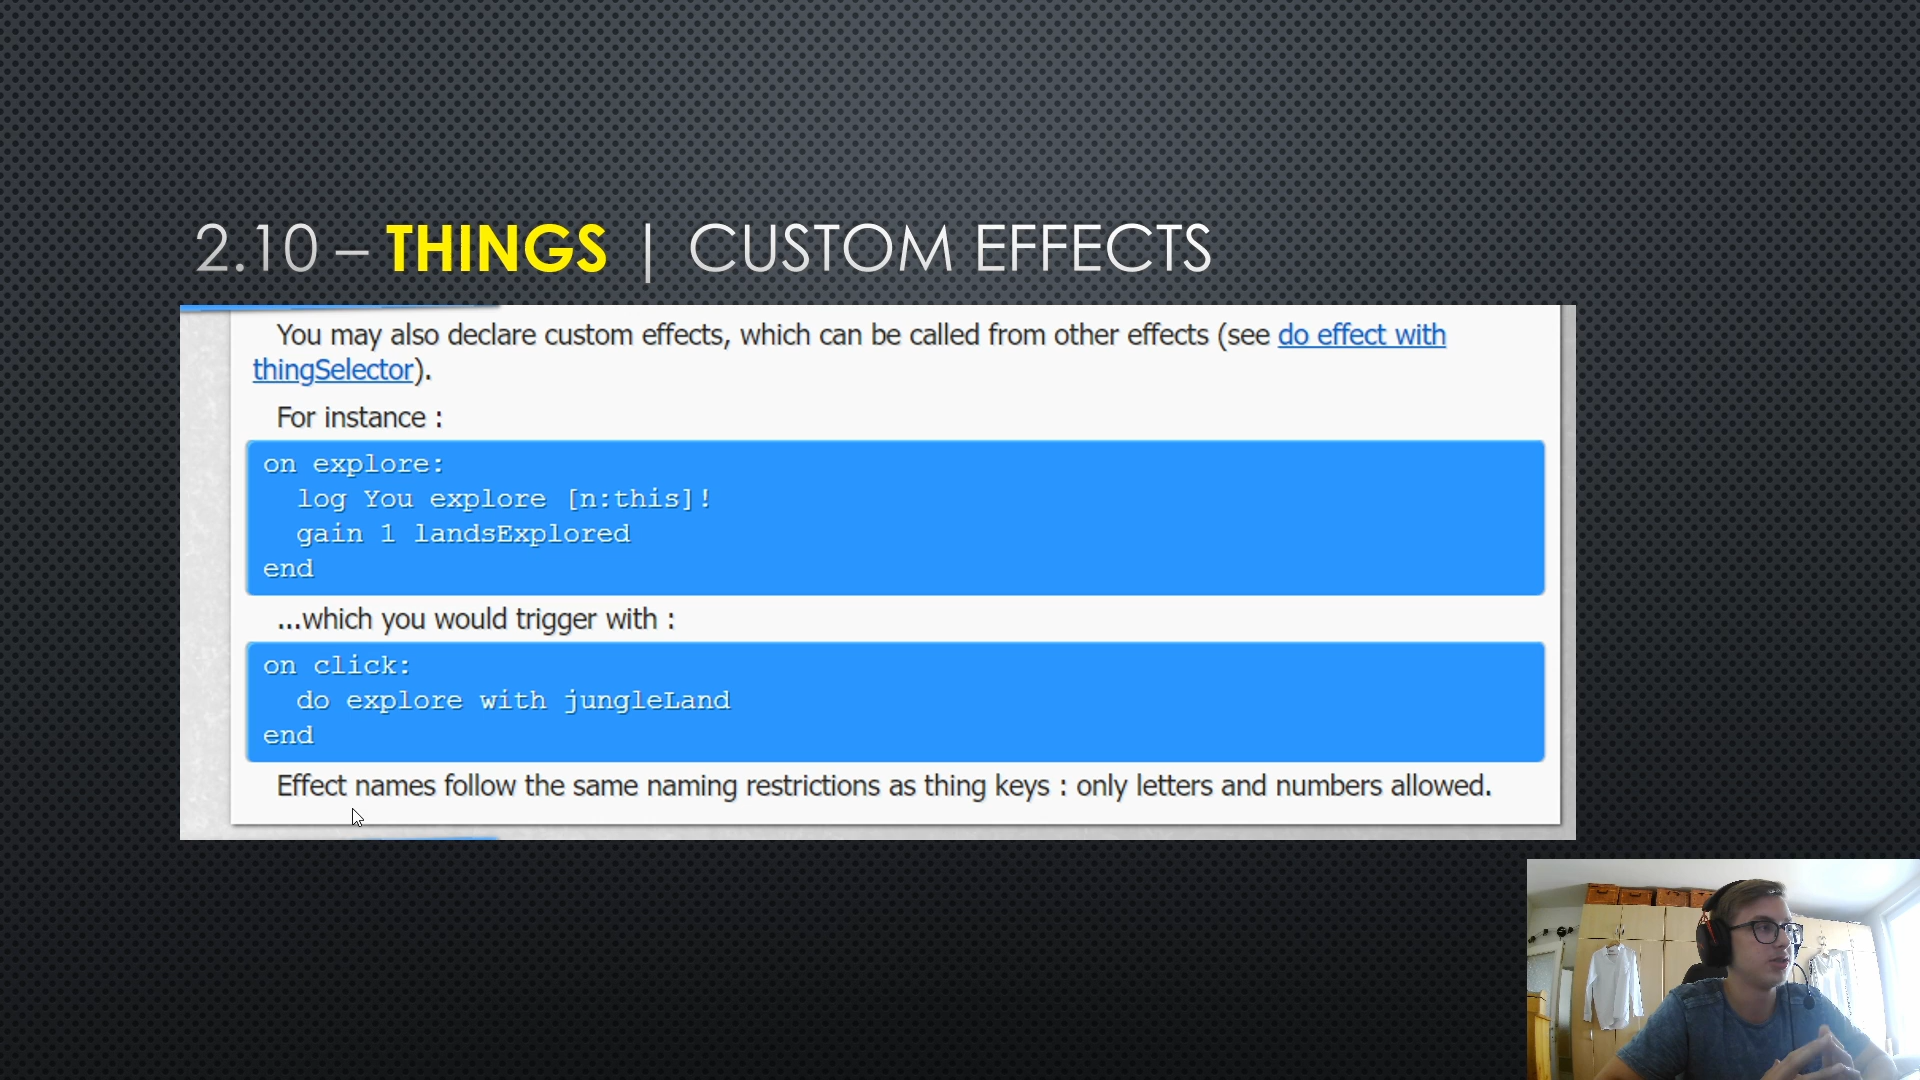 2.10 – THINGS | CUSTOM EFFECTS
You may also declare custom effects, which can be called from other effects (see do effect with
thingSelector).
For instance :
on explore:
log You explore [n:this]!
gain 1 landsExplored
end
...which you would trigger with :
on click:
do explore with jungleLand
end
Effect names follow the same naming restrictions as thing keys : only letters and numbers allowed.